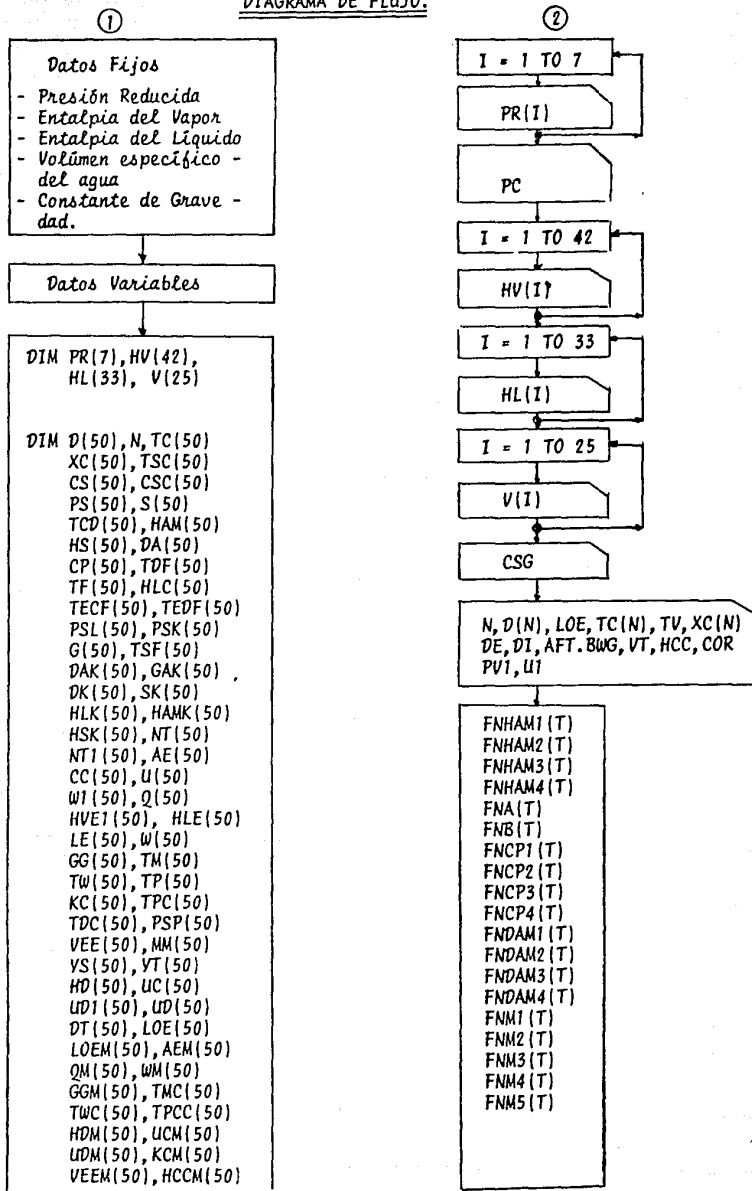 DIAGRAMA DE FLUJO.
①
Datos Fijos
- Presión Reducida
- Entalpia del Vapor
- Entalpia del Líquido
- Volúmen específico -
del agua
- Constante de Grave -
dad.
Datos Variables
DIM PR(7),HV(42),
HL(33), V(25)
DIM D(50),N,TC(50)
XC(50),TSC(50)
CS(50),CSC(50)
PS(50),S(50)
TCD(50),HAM(50)
HS(50),DA(50)
CP(50),TDF(50)
TF(50),HLC(50)
TECF(50),TEDF(50)
PSL(50),PSK(50)
G(50),TSF(50)
DAK(50),GAK(50)
DK(50),SK(50)
HLK(50),HAMK(50)
HSK(50),NT(50)
NT1(50),AE(50)
CC(50),U(50)
W1(50),Q(50)
HVE1(50), HLE(50)
LE(50),W(50)
GG(50),TM(50)
TW(50),TP(50)
KC(50),TPC(50)
TDC(50),PSP(50)
VEE(50),MM(50)
YS(50),YT(50)
HD(50),UC(50)
UD1(50),UD(50)
DT(50),LOE(50)
LOEM(50),AEM(50)
QM(50),WM(50)
GGM(50),TMC(50)
TWC(50),TPCC(50)
HDM(50),UCM(50)
UDM(50),KCM(50)
VEEM(50),HCCM(50)
②
I = 1 TO 7
PR(I)
PC
I = 1 TO 42
HV(I)
I = 1 TO 33
HL(I)
I = 1 TO 25
V(I)
CSG
N,D(N),LOE,TC(N),TV,XC(N)
DE,DI,AFT.BWG,VT,HCC,COR
PV1,U1
FNHAM1(T)
FNHAM2(T)
FNHAM3(T)
FNHAM4(T)
FNA(T)
FNB(T)
FNCP1(T)
FNCP2(T)
FNCP3(T)
FNCP4(T)
FNDAM1(T)
FNDAM2(T)
FNDAM3(T)
FNDAM4(T)
FNM1(T)
FNM2(T)
FNM3(T)
FNM4(T)
FNM5(T)